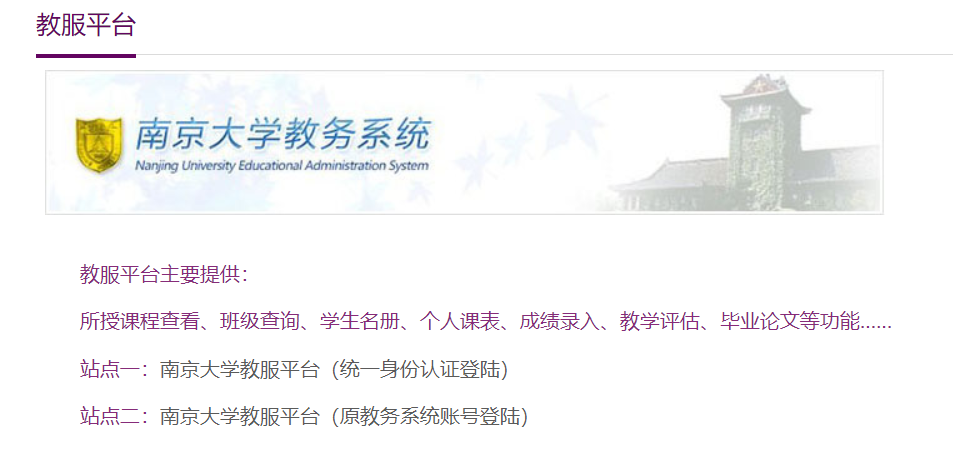 教服平台
南京大学教务系统
Nanjing University Educational Administration System
教服平台主要提供：
所授课程查看、班级查询、学生名册、个人课表、成绩录入、教学评估、毕业论文等功能……
站点一：南京大学教服平台（统一身份认证登陆）
站点二：南京大学教服平台（原教务系统账号登陆）